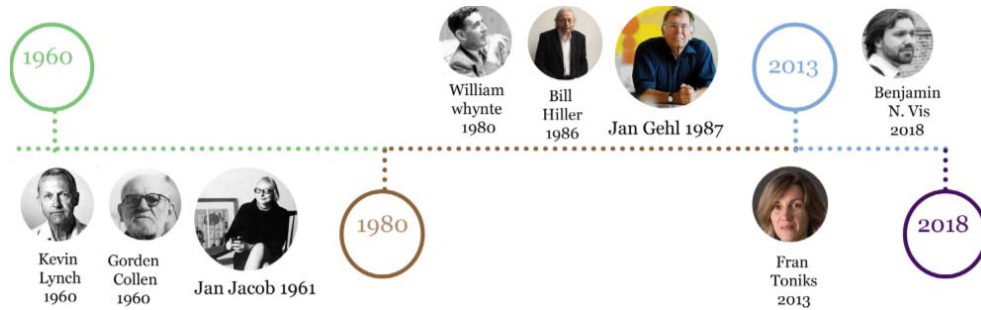 1960
Kevin
Lynch
1960
Gorden
Collen
1960
Jan Jacob 1961
1980
William
whynte
1980
Bill
Hiller
1986
Jan Gehl 1987
2013
Fran
Toniks
2013
Benjamin
N. Vis
2018
2018